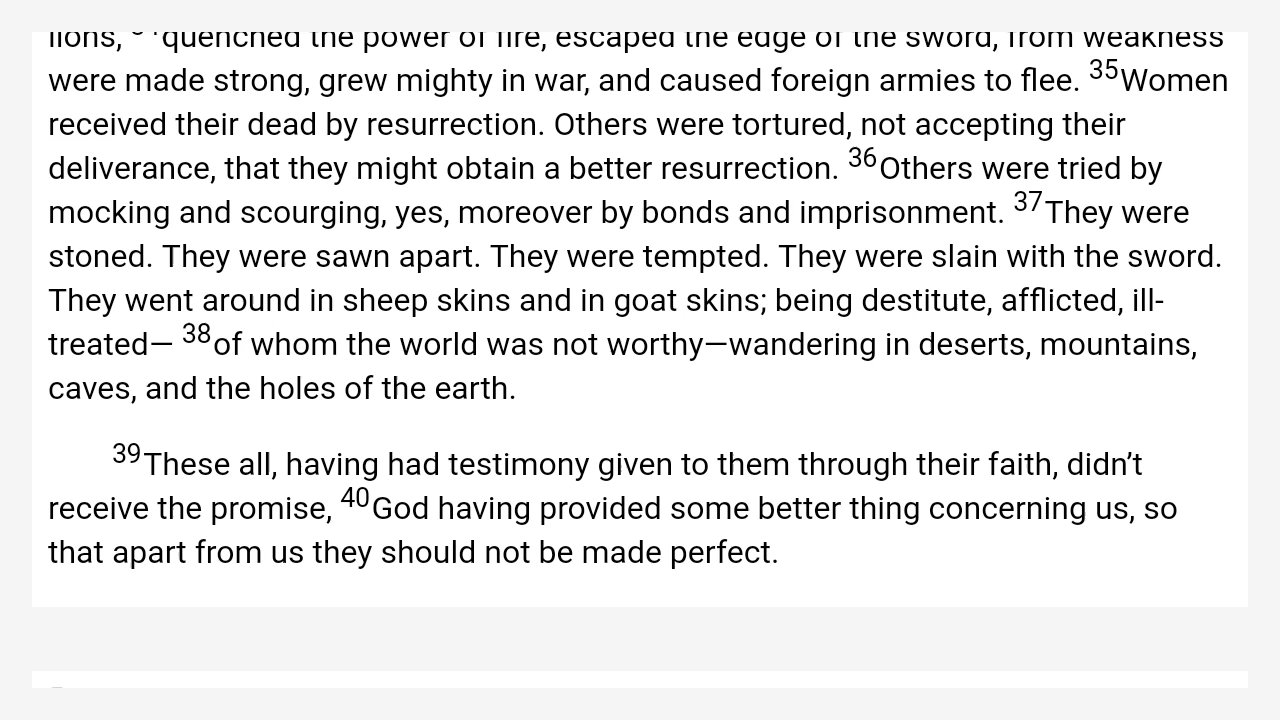 lions, quenched the power of fire, escaped the edge of the sword, from weakness
were made strong, grew mighty in war, and caused foreign armies to flee. 35Women
received their dead by resurrection. Others were tortured, not accepting their
deliverance, that they might obtain a better resurrection. 36Others were tried by
mocking and scourging, yes, moreover by bonds and imprisonment. 37They were
stoned. They were sawn apart. They were tempted. They were slain with the sword.
They went around in sheep skins and in goat skins; being destitute, afflicted, ill-
treated— 38of whom the world was not worthy—wandering in deserts, mountains,
caves, and the holes of the earth.
39These all, having had testimony given to them through their faith, didn’t
receive the promise, 40God having provided some better thing concerning us, so
that apart from us they should not be made perfect.